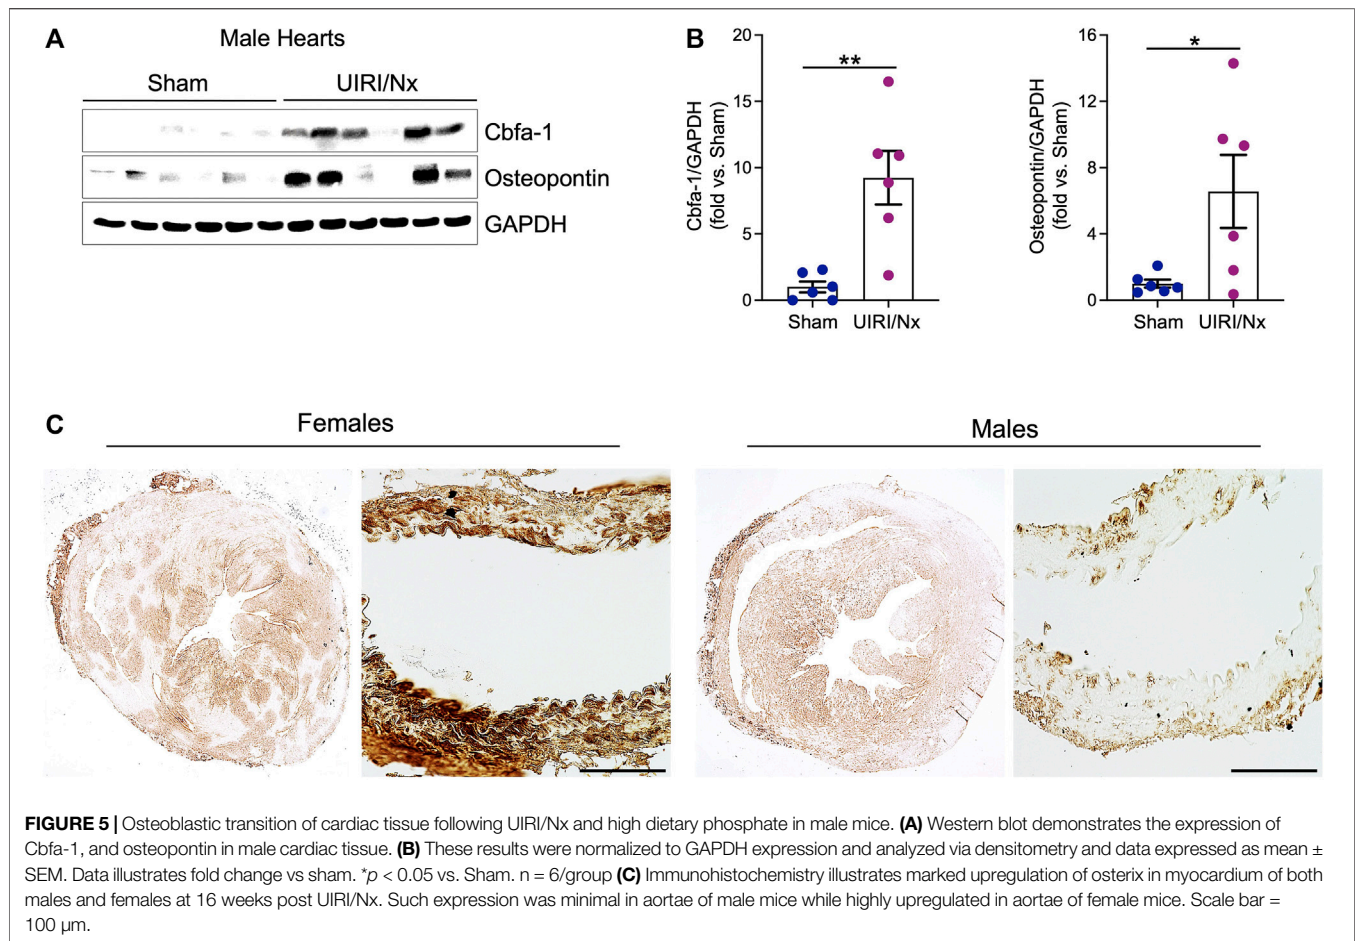 A
Male Hearts
Sham UIRI/Nx
Cbfa-1
Osteopontin
GAPDH
B
Cbfa-1/GAPDH
(fold vs. Sham)
20
15
10
5
0
**
Sham UIRI/Nx
Osteopontin/GAPDH
(fold vs. Sham)
16
12
8
4
0
*
Sham UIRI/Nx
C
Females
Males
FIGURE 5 | Osteoblastic transition of cardiac tissue following UIRI/Nx and high dietary phosphate in male mice. (A) Western blot demonstrates the expression of
Cbfa-1, and osteopontin in male cardiac tissue. (B) These results were normalized to GAPDH expression and analyzed via densitometry and data expressed as mean ±
SEM. Data illustrates fold change vs sham. *p < 0.05 vs. Sham. n = 6/group (C) Immunohistochemistry illustrates marked upregulation of osterix in myocardium of both
males and females at 16 weeks post UIRI/Nx. Such expression was minimal in aortae of male mice while highly upregulated in aortae of female mice. Scale bar =
100 µm.